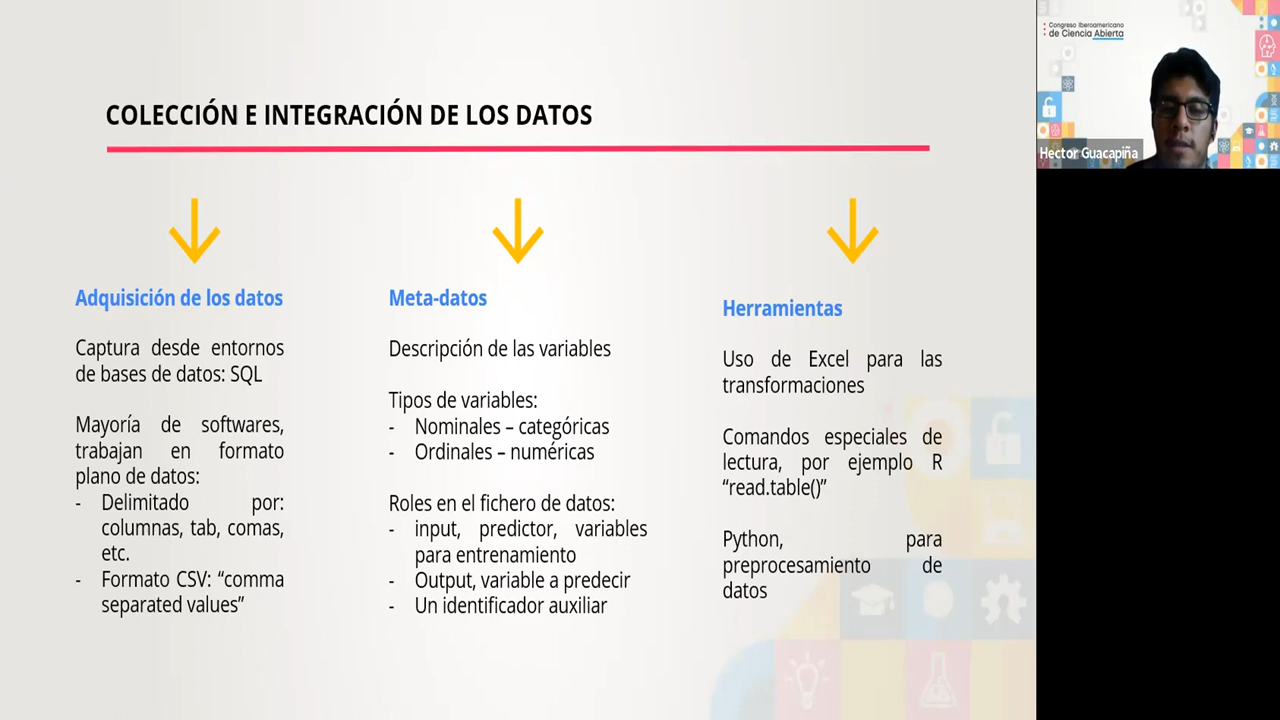 COLECCIÓN E INTEGRACIÓN DE LOS DATOS
Adquisición de los datos
Captura desde entornos
de bases de datos: SQL
Mayoría de softwares,
trabajan en formato
plano de datos:
- Delimitado por:
columnas, tab, comas,
etc.
- Formato CSV: “comma
separated values”
Meta-datos
Descripción de las variables
Tipos de variables:
- Nominales – categóricas
- Ordinales – numéricas
Roles en el fichero de datos:
- input, predictor, variables
para entrenamiento
- Output, variable a predecir
- Un identificador auxiliar
Herramientas
Uso de Excel para las
transformaciones
Comandos especiales de
lectura, por ejemplo R
“read.table()”
Python, para
preprocesamiento de
datos
Congreso Iberoamericano
de Ciencia Abierta
Hector Guacapiña